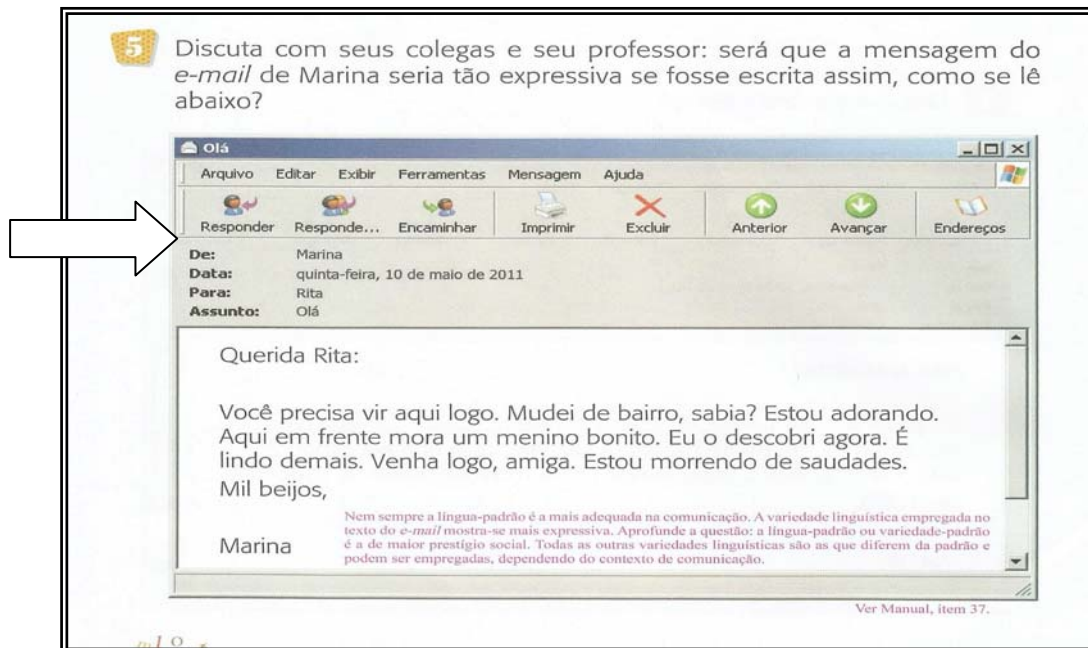 5
Discuta com seus colegas e seu professor: será que a mensagem do
e-mail de Marina seria tão expressiva se fosse escrita assim, como se lê
abaixo?
Olá
Arquivo Editar Exibir Ferramentas Mensagem Ajuda
Responder Responde... Encaminhar Imprimir Excluir Anterior Avançar Endereços
De: Marina
Data: quinta-feira, 10 de maio de 2011
Para: Rita
Assunto: Olá
Querida Rita:
Você precisa vir aqui logo. Mudei de bairro, sabia? Estou adorando.
Aqui em frente mora um menino bonito. Eu o descobri agora. É
lindo demais. Venha logo, amiga. Estou morrendo de saudades.
Mil beijos,
Marina
Nem sempre a língua-padrão é a mais adequada na comunicação. A variedade linguística empregada no
texto do e-mail mostra-se mais expressiva. Aprofunde a questão: a língua-padrão ou variedade-padrão
é a de maior prestígio social. Todas as outras variedades linguísticas são as que diferem da padrão e
podem ser empregadas, dependendo do contexto de comunicação.
Ver Manual, item 37.